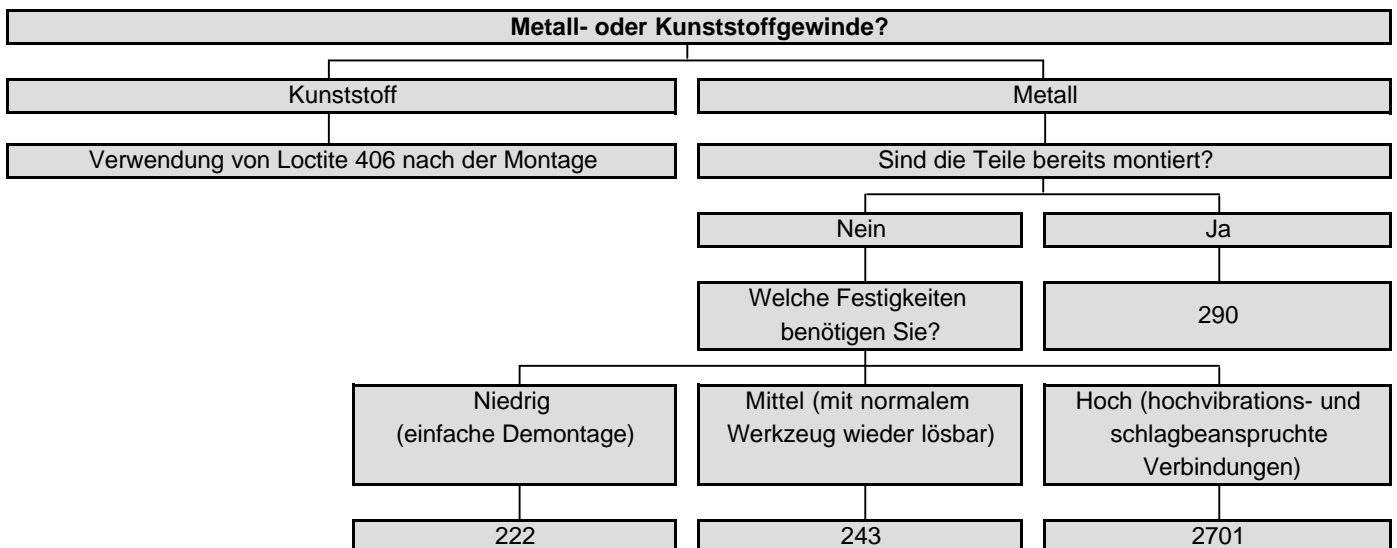 Metall- oder Kunststoffgewinde?
Kunststoff
Metall
Verwendung von Loctite 406 nach der Montage
Sind die Teile bereits montiert?
Nein
Ja
Welche Festigkeiten
benötigen Sie?
290
Niedrig
(einfache Demontage)
Mittel (mit normalem
Werkzeug wieder lösbar)
Hoch (hochvibrations- und
schlagbeanspruchte
Verbindungen)
222
243
2701